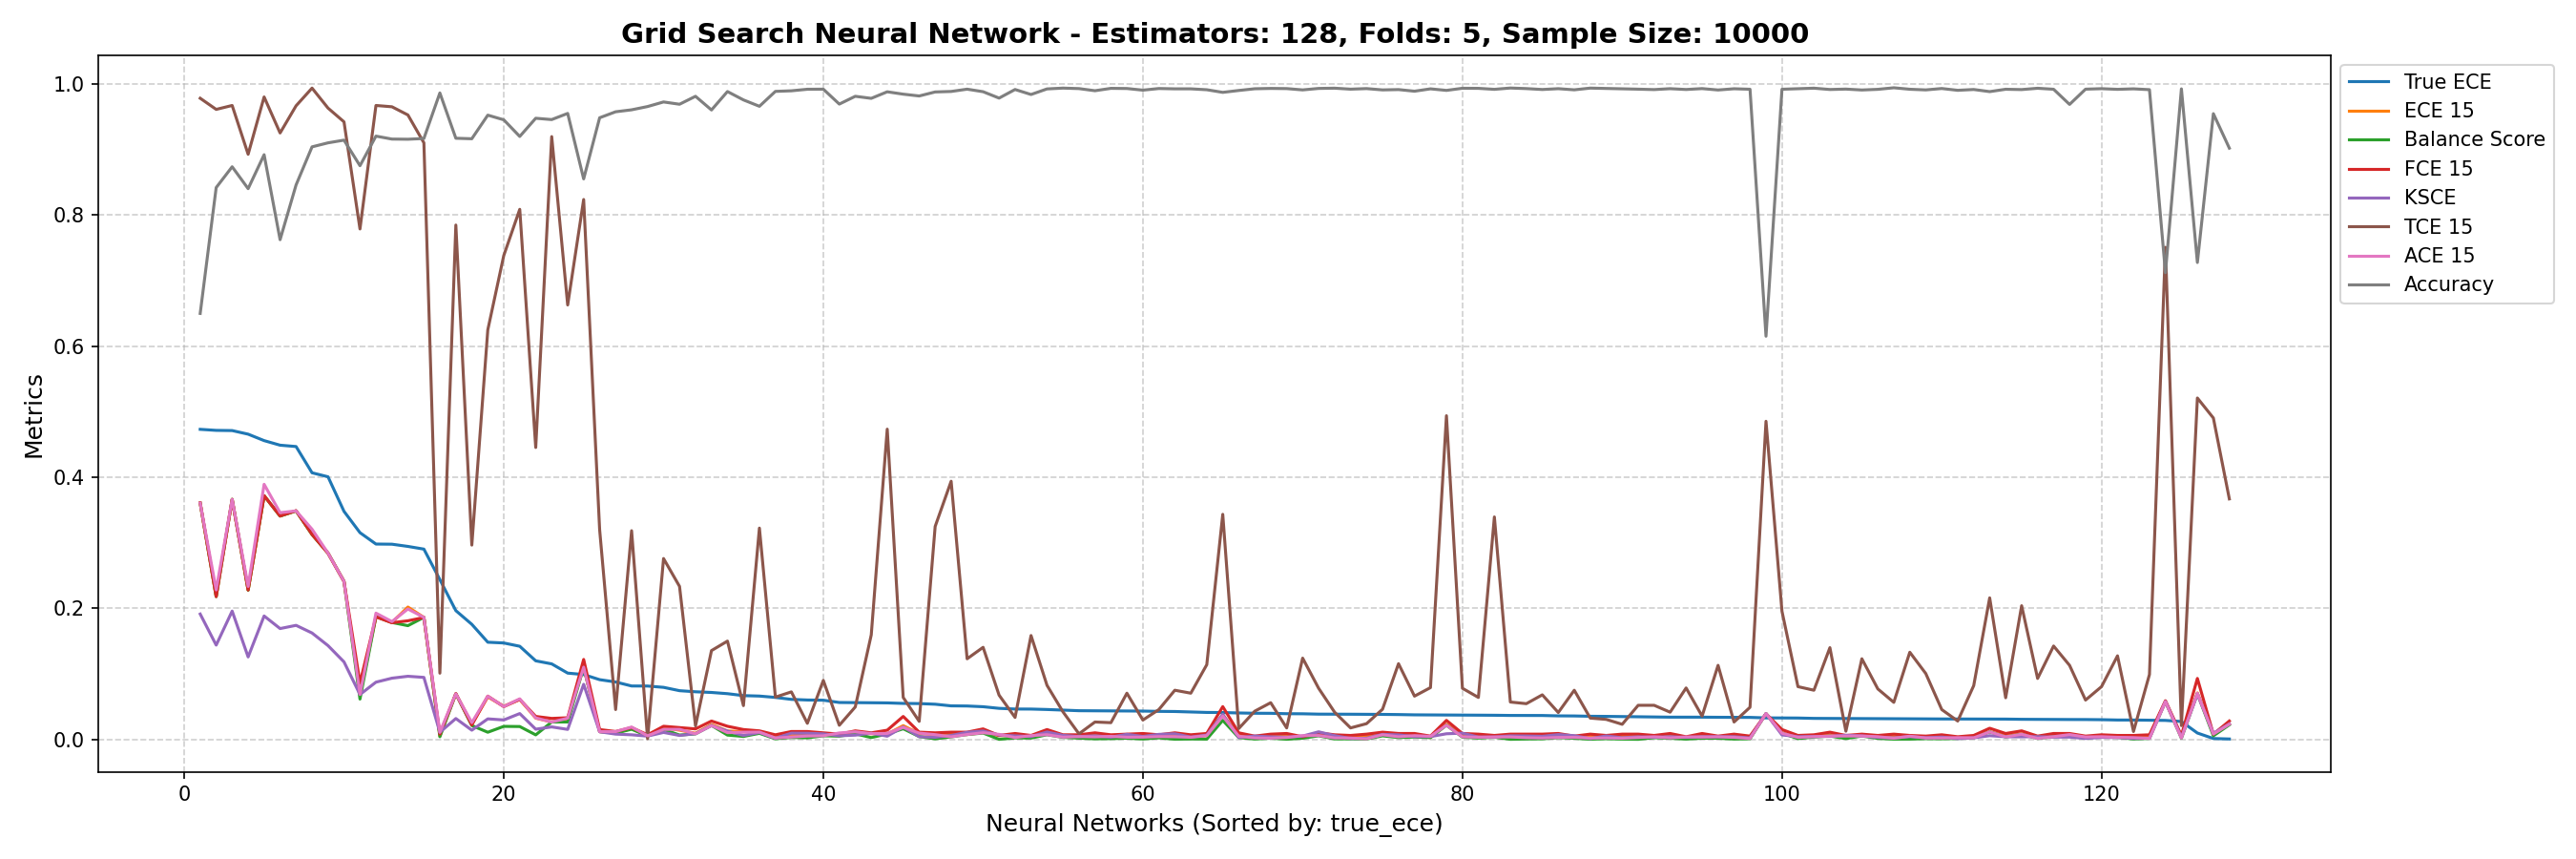 Grid Search Neural Network - Estimators: 128, Folds: 5, Sample Size: 10000
Metrics
1.0
0.8
0.6
0.4
0.2
0.0
0
20
40
60
80
100
120
Neural Networks (Sorted by: true_ece)
True ECE
ECE 15
Balance Score
FCE 15
KSCE
TCE 15
ACE 15
Accuracy